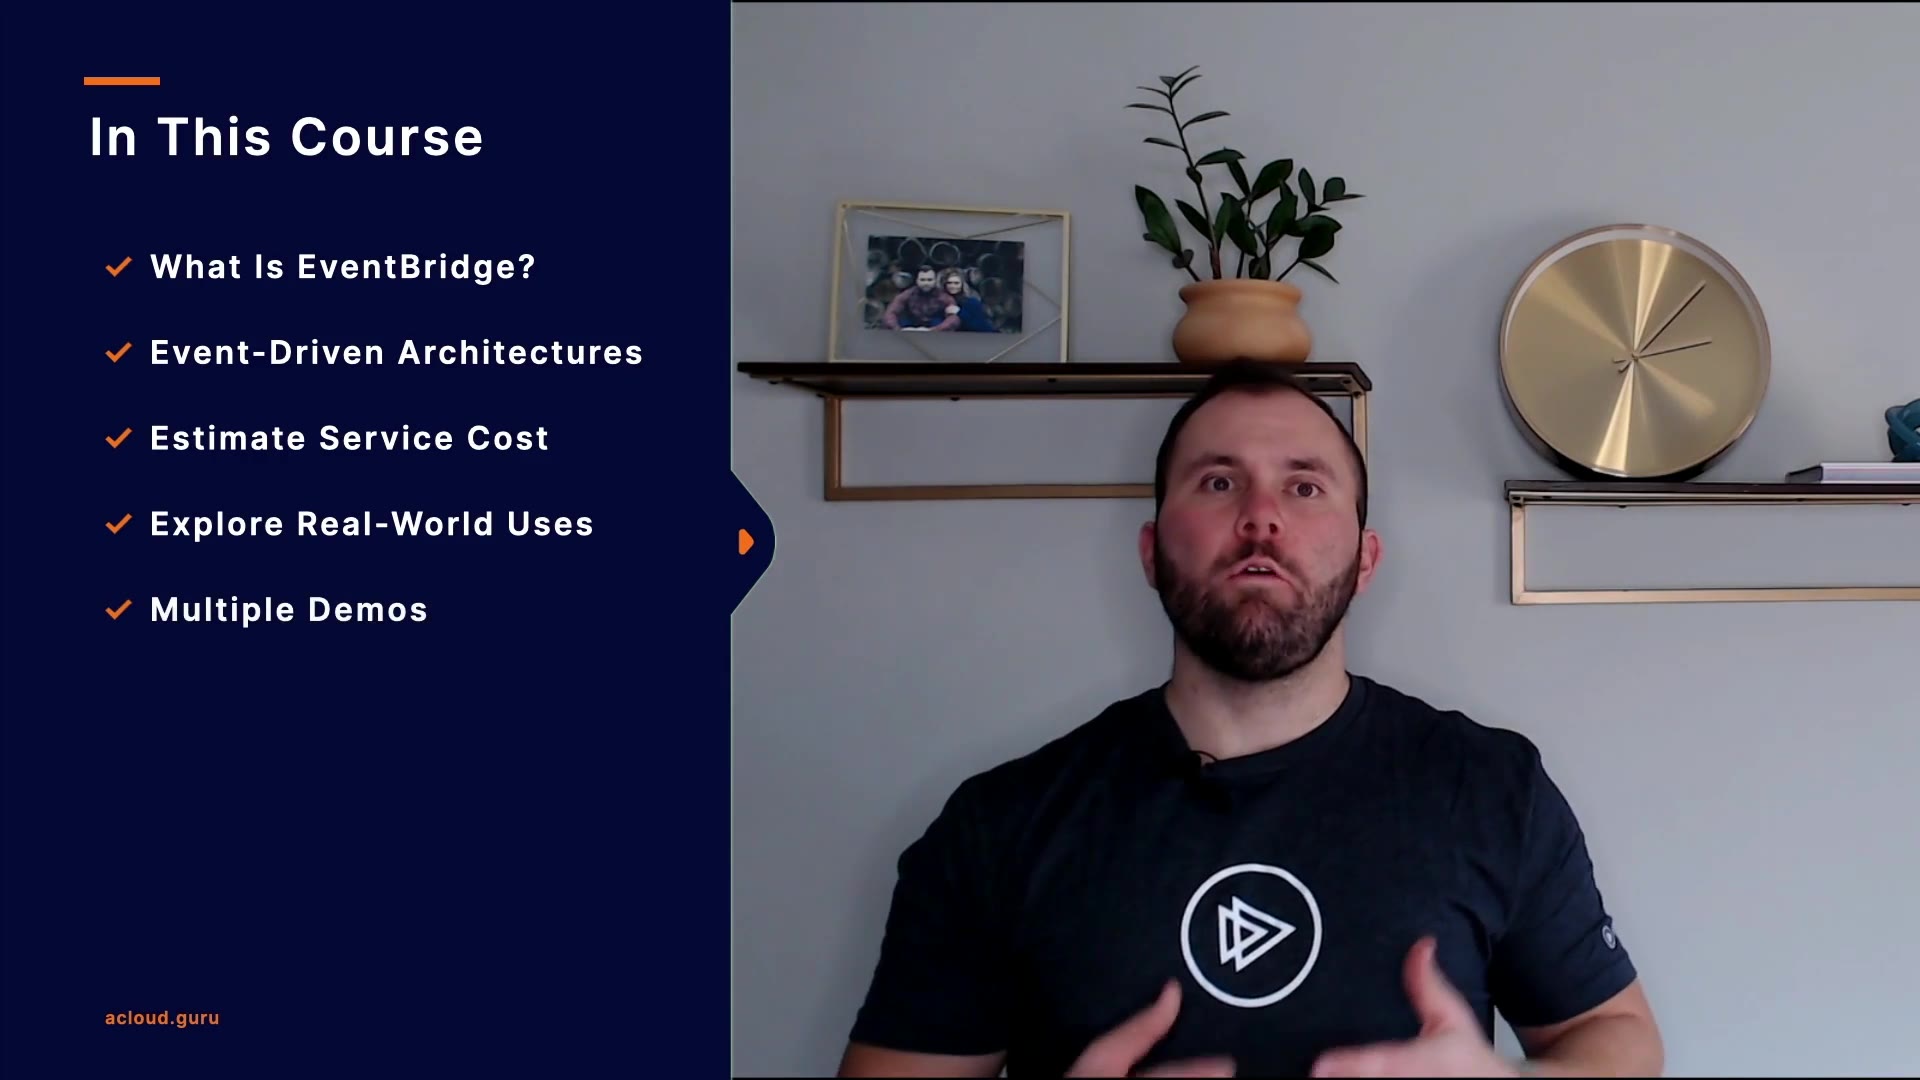 In This Course
What Is EventBridge?
Event-Driven Architectures
Estimate Service Cost
Explore Real-World Uses
Multiple Demos
acloud.guru